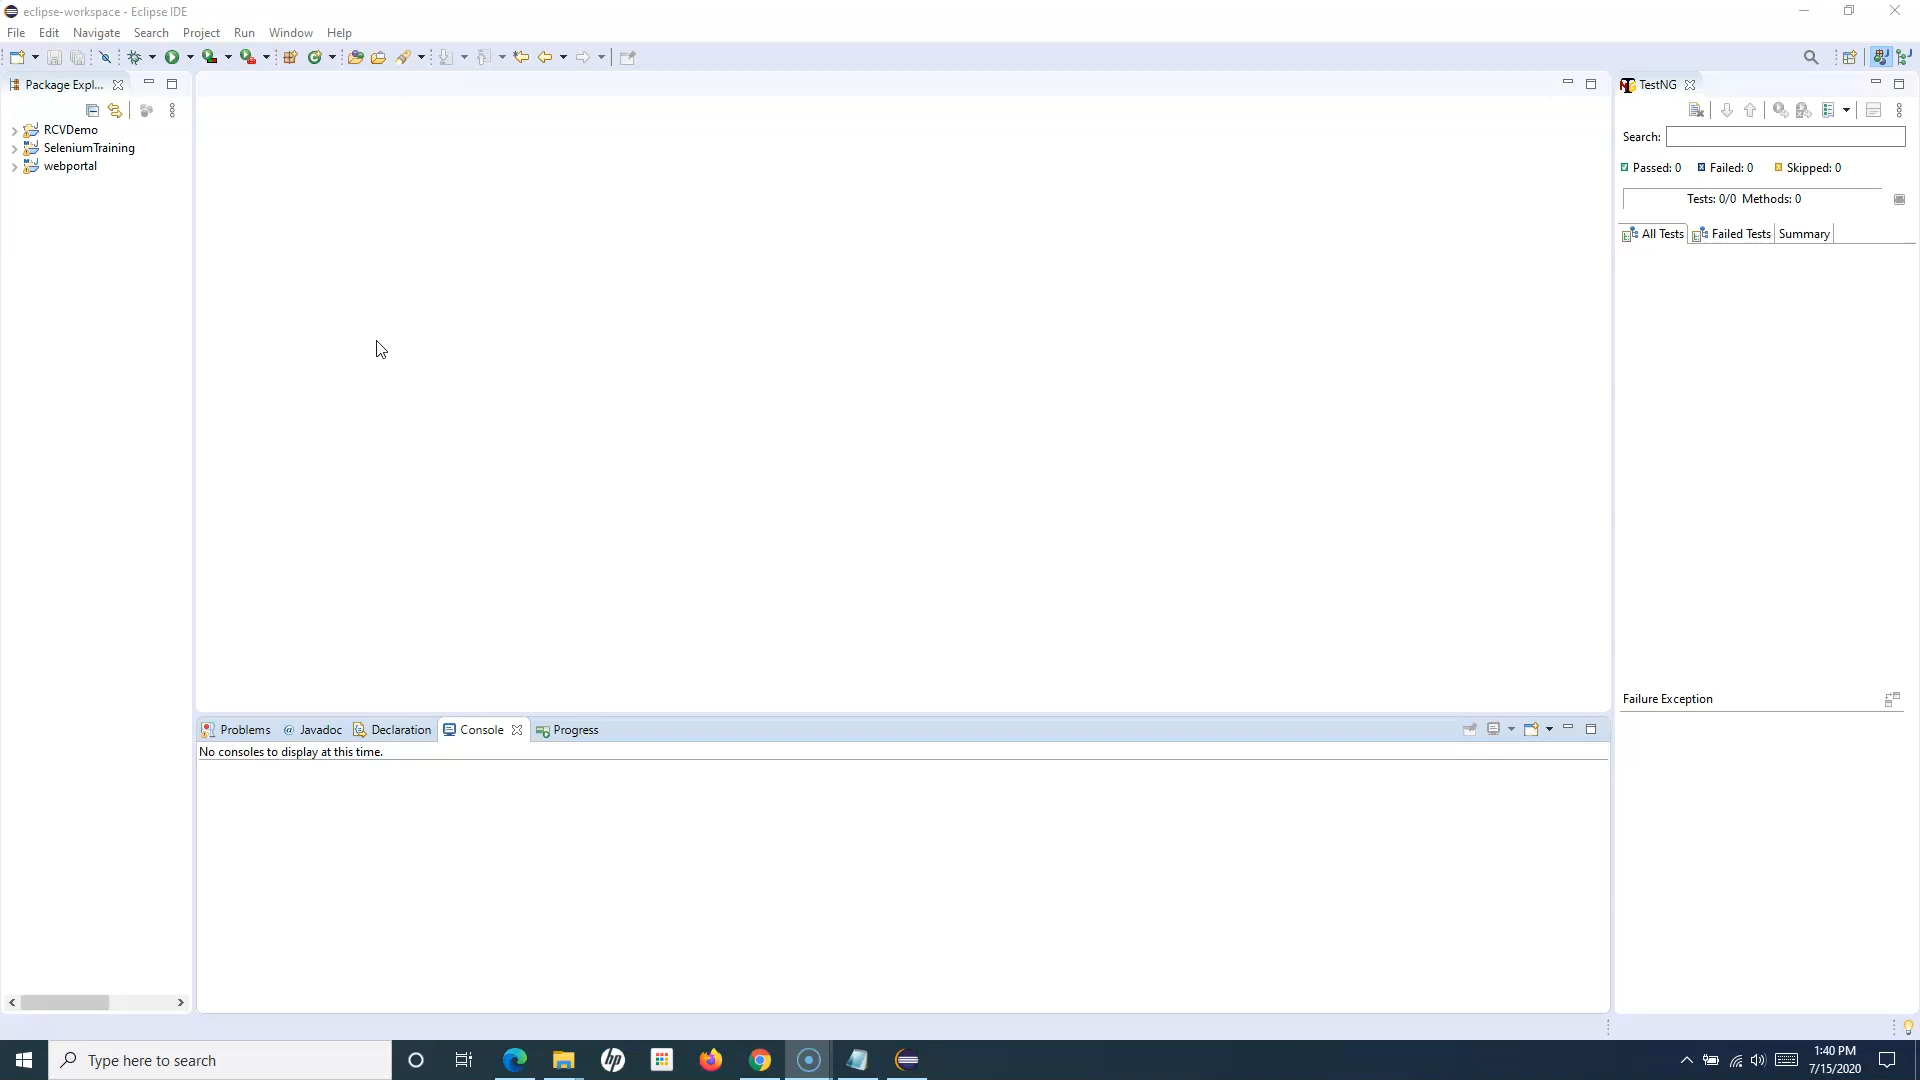 eclipse-workspace - Eclipse IDE
File Edit Navigate Search Project Run Window Help
Package Expl...
RCVDemo
SeleniumTraining
webportal
TestNG
Search:
Passed: 0 Failed: 0 Skipped: 0
Tests: 0/0 Methods: 0
All Tests Failed Tests Summary
Failure Exception
Problems @ Javadoc Declaration Console Progress
No consoles to display at this time.
Type here to search
hp
1:40 PM
7/15/2020